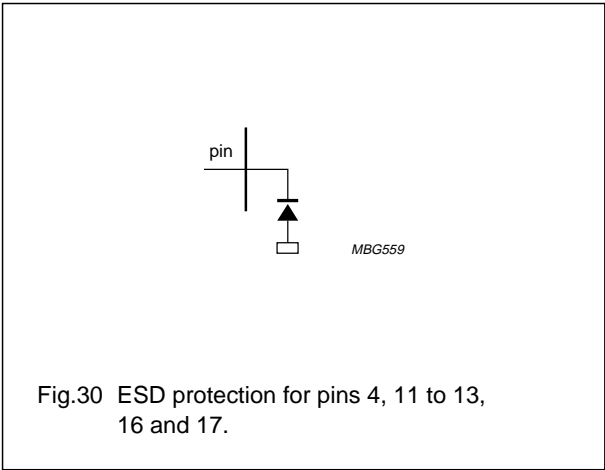 pin
MBG559
Fig.30 ESD protection for pins 4, 11 to 13,
16 and 17.